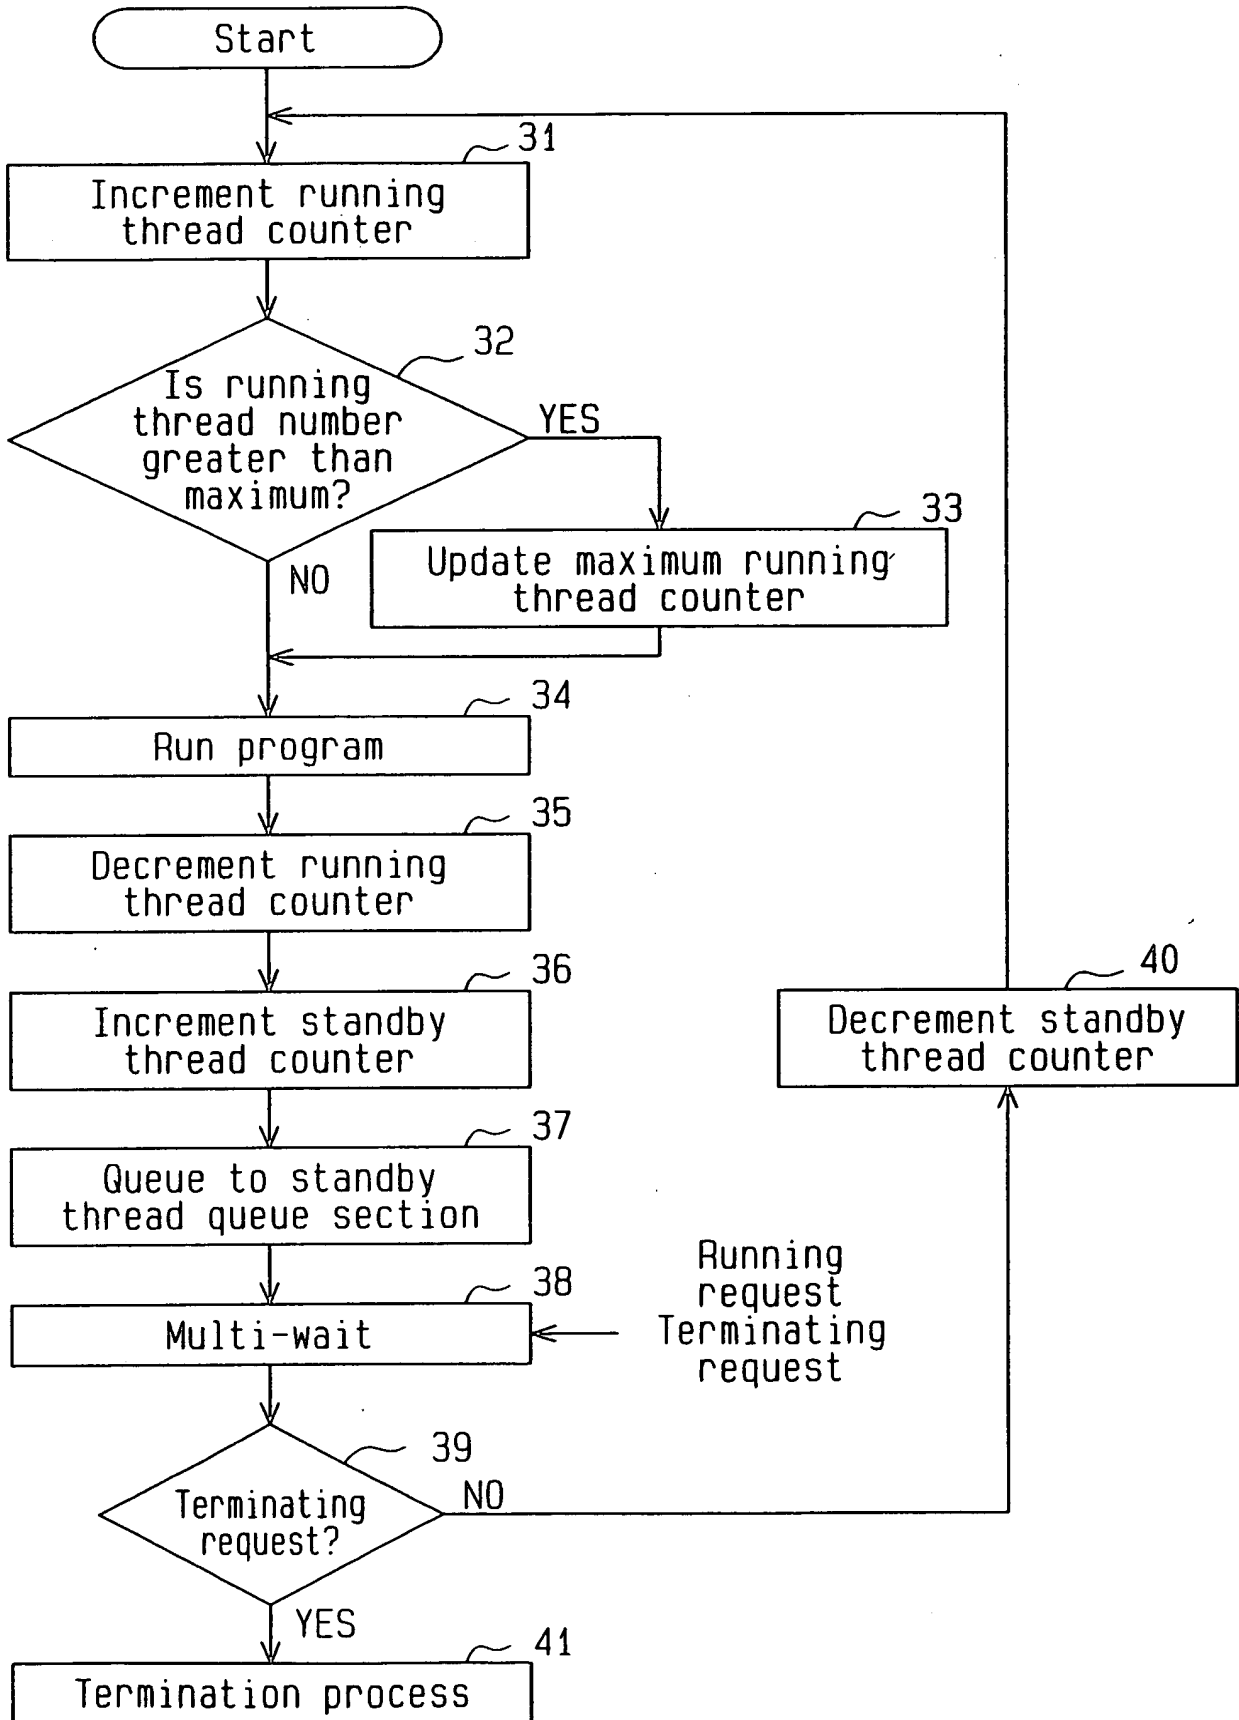 Start
31
Increment running
thread counter
32
Is running
thread number
greater than
maximum?
YES
NO
33
Update maximum running
thread counter
34
Run program
35
Decrement running
thread counter
36
Increment standby
thread counter
40
Decrement standby
thread counter
37
Queue to standby
thread queue section
38
Multi-wait
Running
request
Terminating
request
39
Terminating
request?
NO
YES
41
Termination process